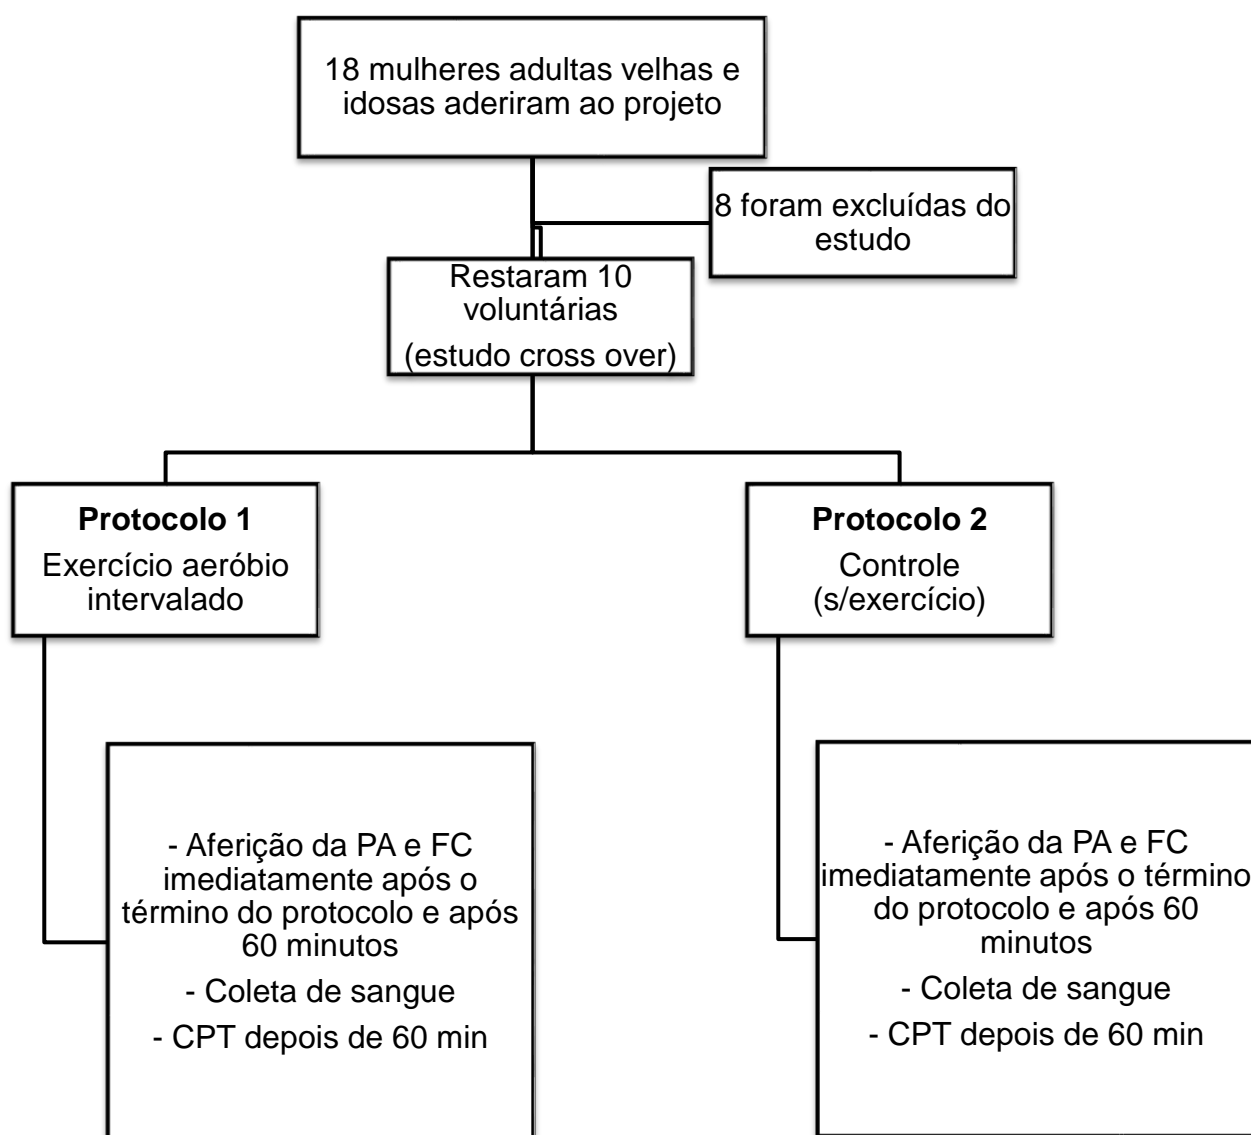 18 mulheres adultas velhas e
idosas aderiram ao projeto
8 foram excluídas do
estudo
Restaram 10
voluntárias
(estudo cross over)
Protocolo 1
Exercício aeróbio
intervalado
Protocolo 2
Controle
(s/exercício)
- Aferição da PA e FC
imediatamente após o
término do protocolo e após
60 minutos
- Coleta de sangue
- CPT depois de 60 min
- Aferição da PA e FC
imediatamente após o término
do protocolo e após 60
minutos
- Coleta de sangue
- CPT depois de 60 min